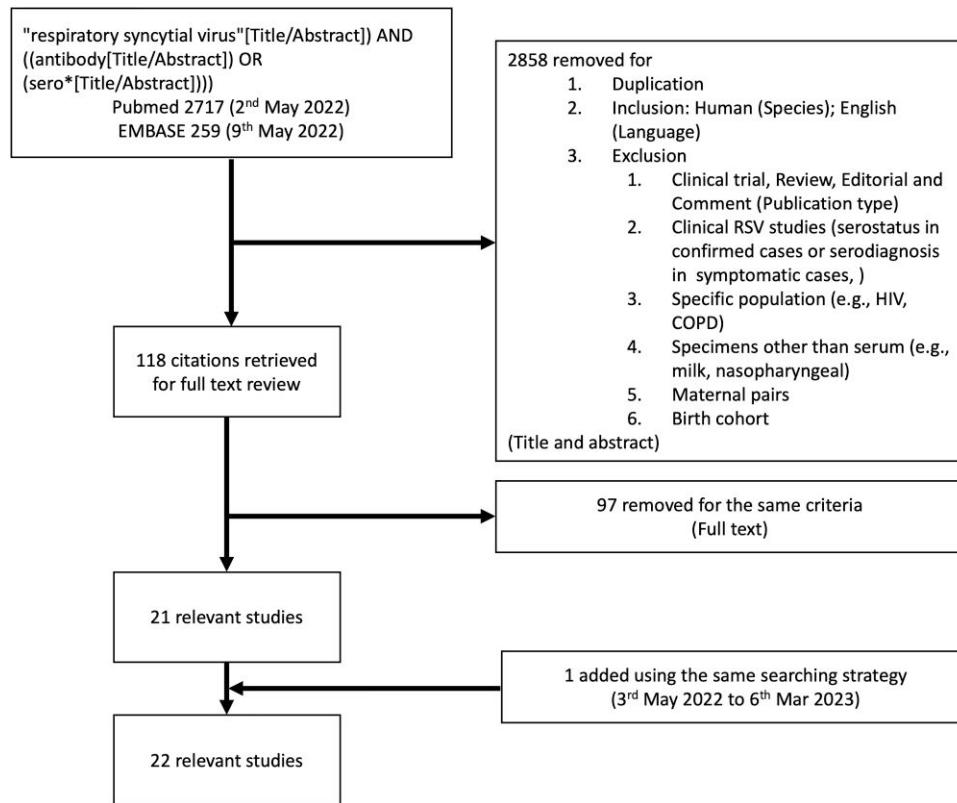 "respiratory syncytial virus"[Title/Abstract]) AND
((antibody[Title/Abstract]) OR
(sero*[Title/Abstract])))
Pubmed 2717 (2nd May 2022)
EMBASE 259 (9th May 2022)
2858 removed for
1. Duplication
2. Inclusion: Human (Species); English
(Language)
3. Exclusion
1. Clinical trial, Review, Editorial and
Comment (Publication type)
2. Clinical RSV studies (serostatus in
confirmed cases or serodiagnosis
in symptomatic cases, )
3. Specific population (e.g., HIV,
COPD)
4. Specimens other than serum (e.g.,
milk, nasopharyngeal)
5. Maternal pairs
6. Birth cohort
(Title and abstract)
118 citations retrieved
for full text review
97 removed for the same criteria
(Full text)
21 relevant studies
1 added using the same searching strategy
(3rd May 2022 to 6th Mar 2023)
22 relevant studies